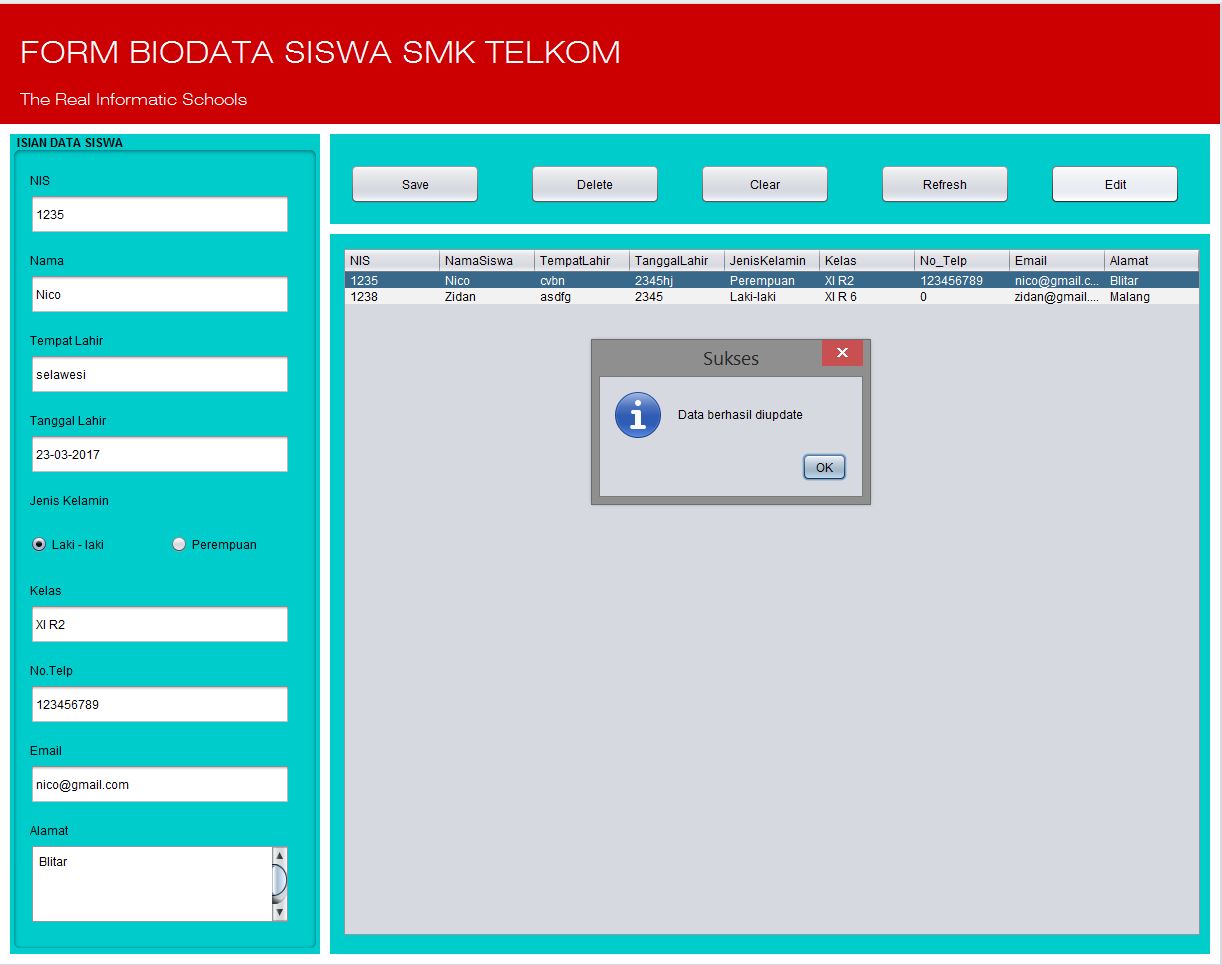 FORM BIODATA SISWA SMK TELKOM
The Real Informatic Schools
ISIAN DATA SISWA
NIS
1235
Nama
Nico
Tempat Lahir
selawesi
Tanggal Lahir
23-03-2017
Jenis Kelamin
Laki - laki Perempuan
Kelas
XI R2
No.Telp
123456789
Email
nico@gmail.com
Alamat
Blitar
Save Delete Clear Refresh Edit
NIS NamaSiswa TempatLahir TanggalLahir JenisKelamin Kelas No_Telp Email Alamat
1235 Nico cvbn 2345hj Perempuan XI R2 123456789 nico@gmail.c... Blitar
1238 Zidan asdfg 2345 Laki-laki XI R 6 0 zidan@gmail.... Malang
Sukses
Data berhasil diupdate
OK